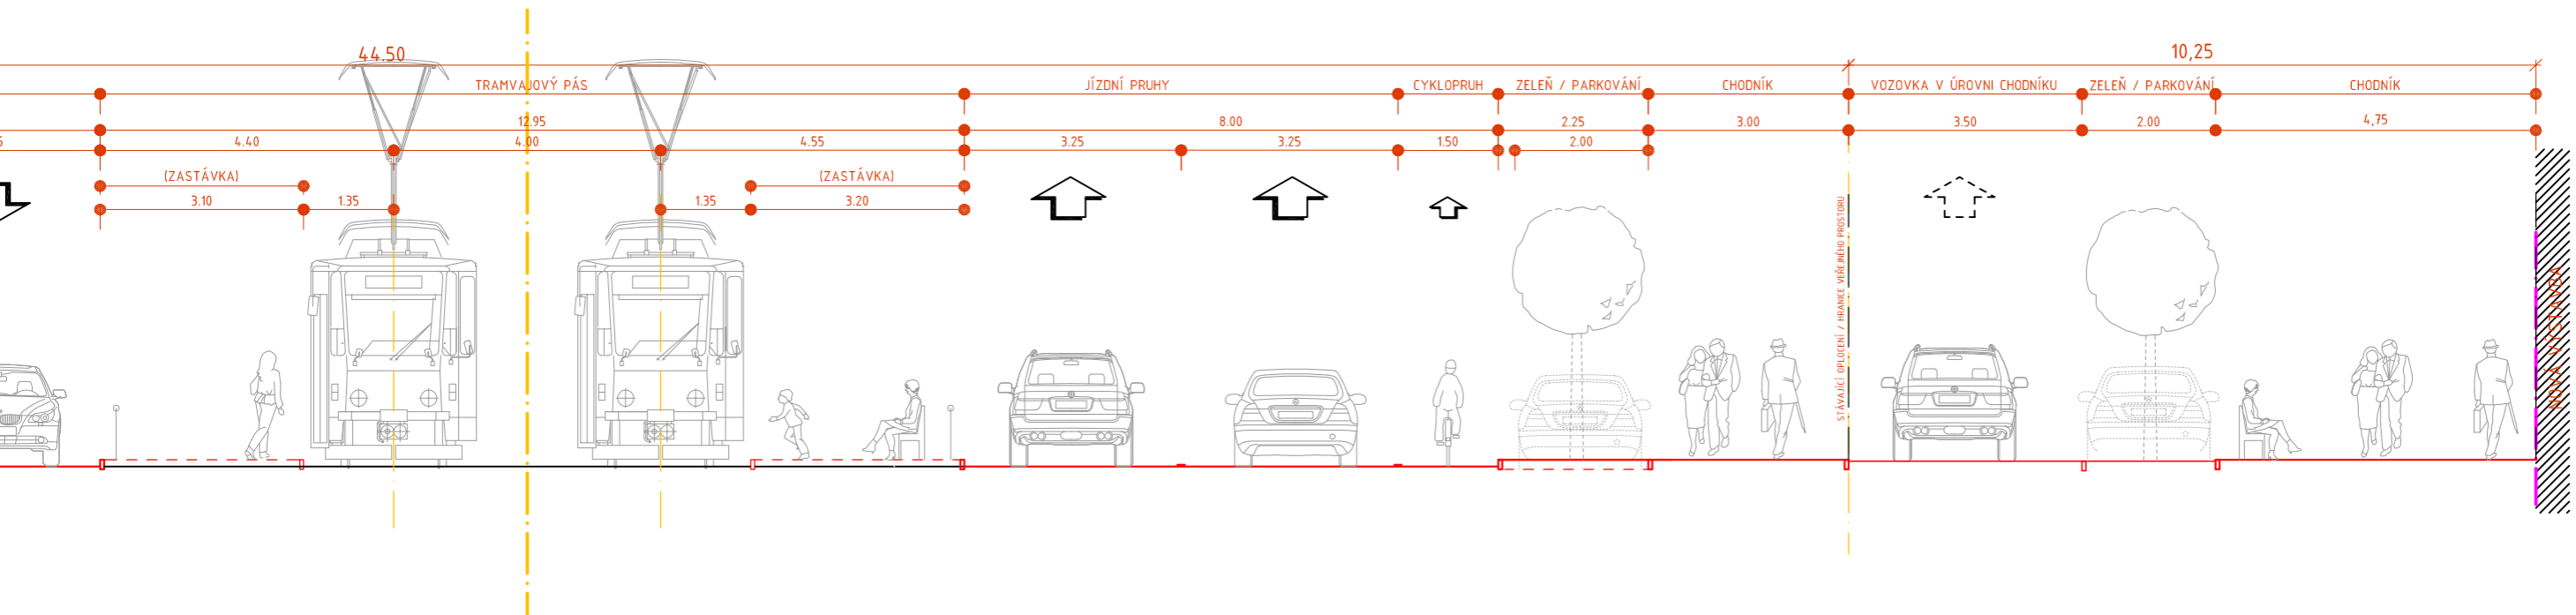 44.50
10,25
TRAMVAJOVÝ PÁS
JÍZDNÍ PRUHY
CYKLOPRUH
ZELEŇ / PARKOVÁNÍ
CHODNÍK
VOZOVKA V ÚROVNI CHODNÍKU
ZELEŇ / PARKOVÁNÍ
CHODNÍK
12.95
8.00
2.25
3.00
3.50
2.00
4,75
4.40
4.00
4.55
3.25
3.25
1.50
2.00
(ZASTÁVKA)
(ZASTÁVKA)
3.10
1.35
1.35
3.20
STÁVAJÍCÍ OPLOCENÍ / HRANICE VEŘEJNÉHO PROSTORU
NOVÁ VÝSTAVBA